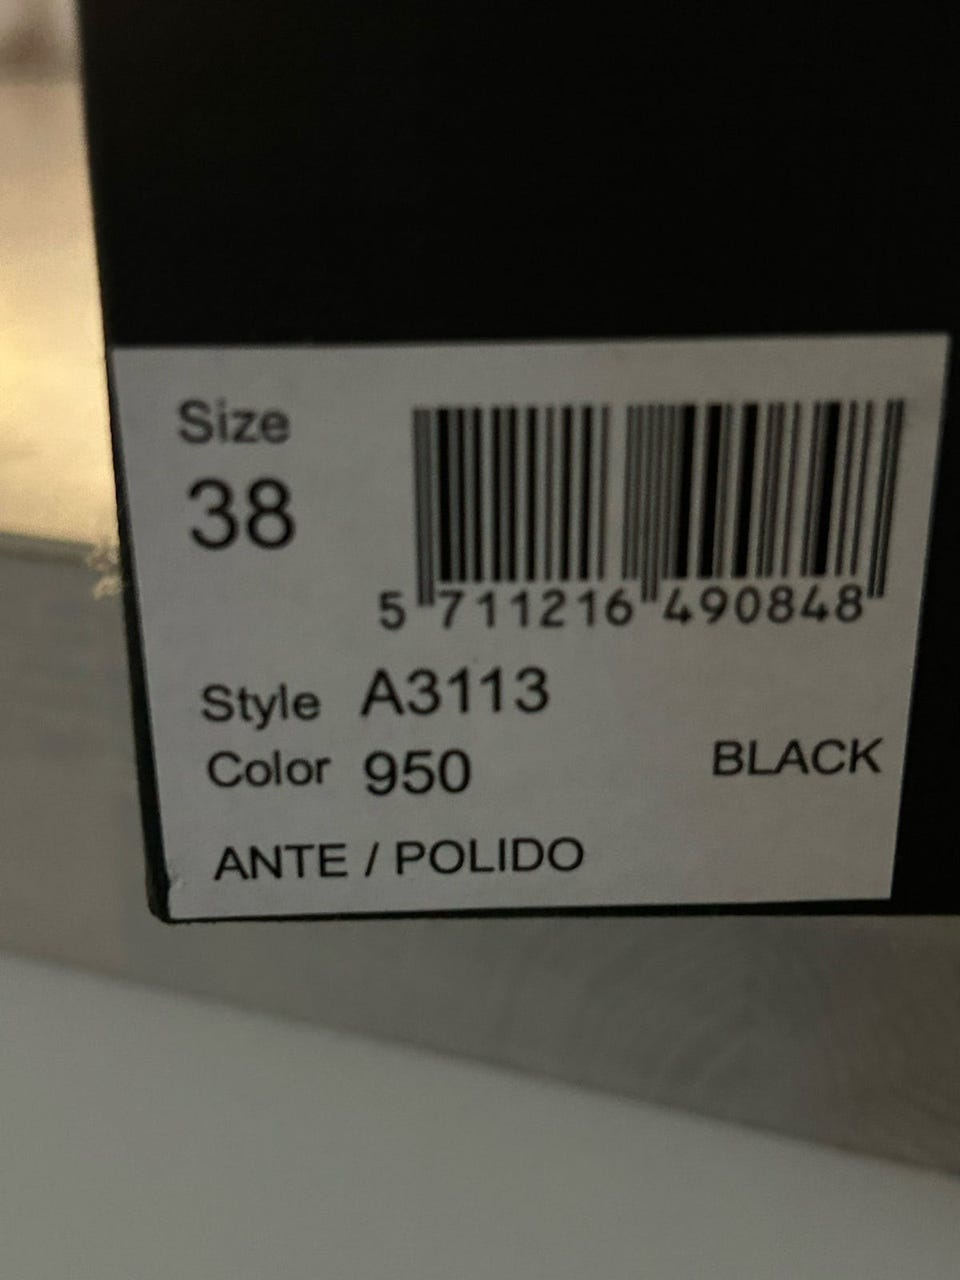 Size
38
5 711216 490848
Style A3113
Color 950 BLACK
ANTE / POLIDO